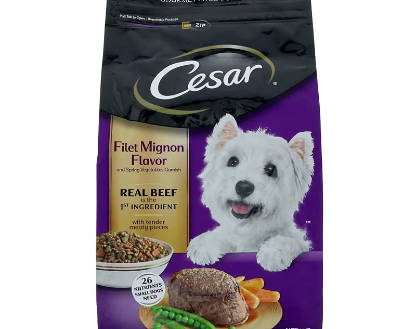 ZIP
Cesar
Filet Mignon
Flavor
and Spring Vegetables Garnish
REAL BEEF
is the
1ST INGREDIENT
with tender
meaty pieces
26
NUTRIENTS
SMALL DOGS
NEED